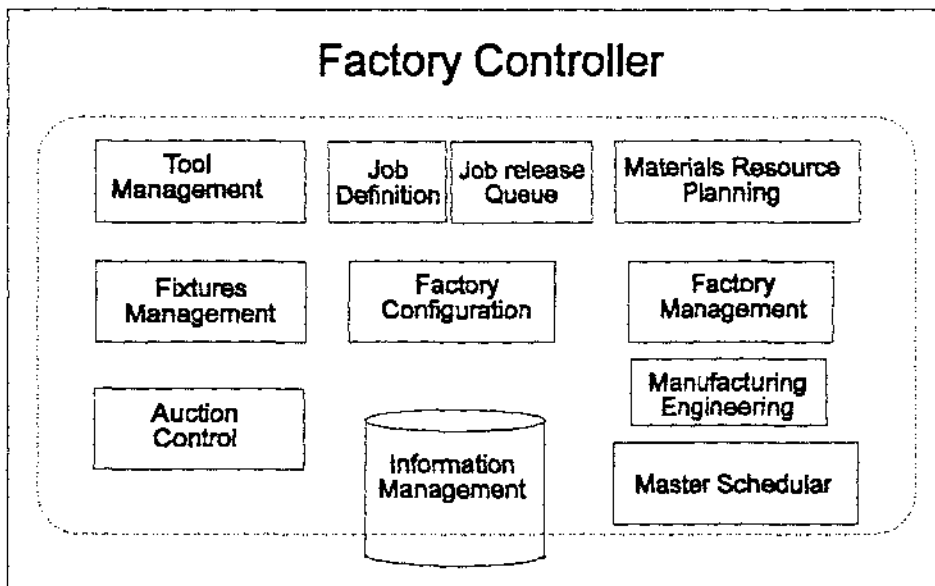 Factory Controller
Tool
Management
Job
Definition
Job release
Queue
Materials Resource
Planning
Fixtures
Management
Factory
Configuration
Factory
Management
Auction
Control
Information
Management
Manufacturing
Engineering
Master Schedular